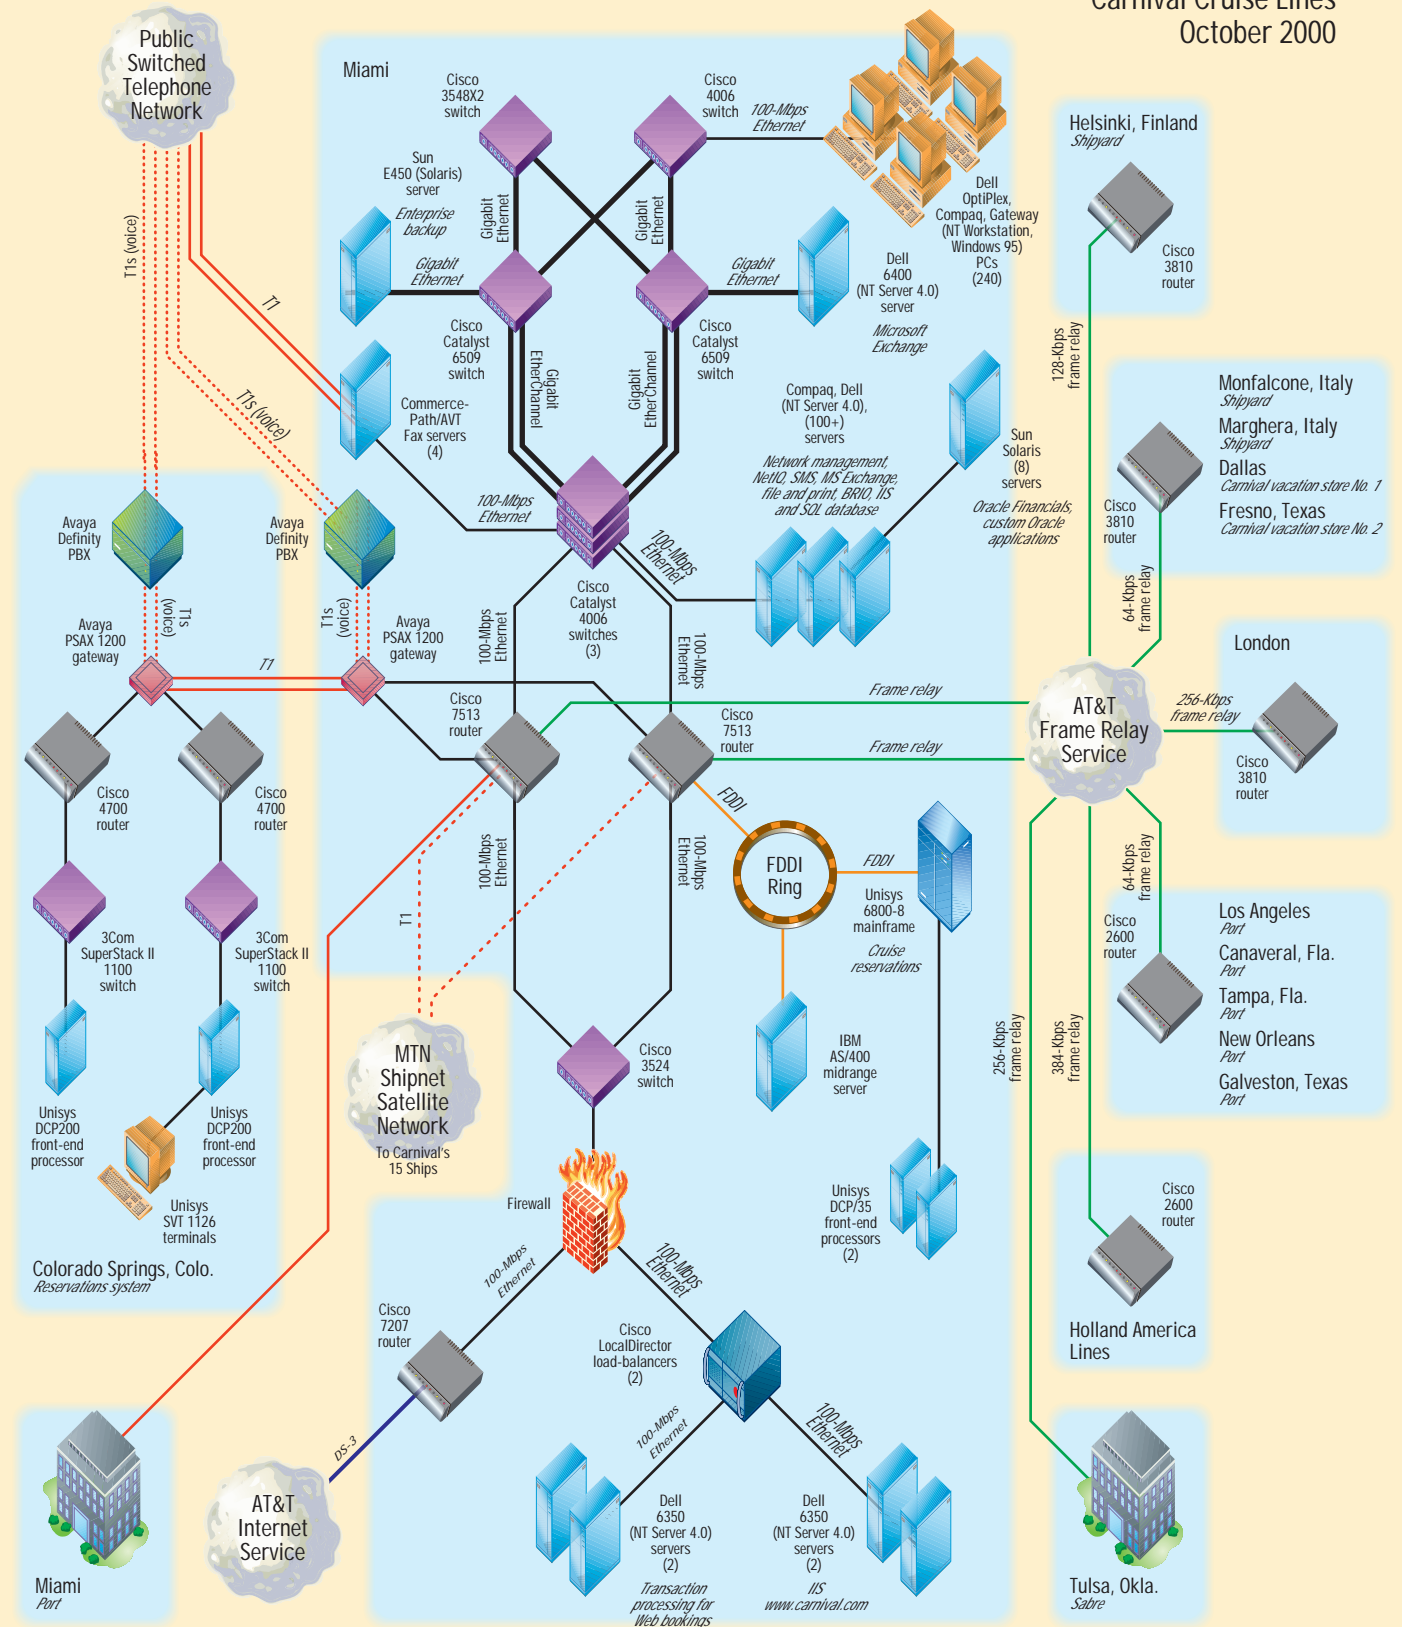 Carnival Cruise Lines
October 2000
Public
Switched
Telephone
Network
Miami
Cisco
3548X2
switch
Cisco
4006
switch
100-Mbps
Ethernet
Sun
E450 (Solaris)
server
Enterprise
backup
Gigabit
Ethernet
Gigabit
Ethernet
Dell
OptiPlex,
Compaq, Gateway
(NT Workstation,
Windows 95)
PCs
(240)
Gigabit
Ethernet
Gigabit
Ethernet
Dell
6400
(NT Server 4.0)
server
Microsoft
Exchange
Cisco
Catalyst
6509
switch
Cisco
Catalyst
6509
switch
Gigabit
EtherChannel
Gigabit
EtherChannel
T1s (voice)
T1
T1s (voice)
Commerce-
Path/AVT
Fax servers
(4)
100-Mbps
Ethernet
Compaq, Dell
(NT Server 4.0),
(100+)
servers
Network management,
NetIQ, SMS, MS Exchange,
file and print, BRIO, IIS
and SQL database
Sun
Solaris
(8)
servers
Oracle Financials,
custom Oracle
applications
100-Mbps
Ethernet
Cisco
Catalyst
4006
switches
(3)
Avaya
Definity
PBX
Avaya
Definity
PBX
T1s
(voice)
T1s
(voice)
Avaya
PSAX 1200
gateway
Avaya
PSAX 1200
gateway
T1
100-Mbps
Ethernet
100-Mbps
Ethernet
Cisco
7513
router
Cisco
7513
router
Frame relay
Frame relay
Cisco
4700
router
Cisco
4700
router
3Com
SuperStack II
1100
switch
3Com
SuperStack II
1100
switch
Unisys
DCP200
front-end
processor
Unisys
DCP200
front-end
processor
Unisys
SVT 1126
terminals
Colorado Springs, Colo.
Reservations system
100-Mbps
Ethernet
100-Mbps
Ethernet
T1
FDDI
FDDI
Ring
FDDI
Unisys
6800-8
mainframe
Cruise
reservations
IBM
AS/400
midrange
server
MTN
Shipnet
Satellite
Network
To Carnival's
15 Ships
Cisco
3524
switch
Unisys
DCP/35
front-end
processors
(2)
Firewall
100-Mbps
Ethernet
100-Mbps
Ethernet
Cisco
7207
router
Cisco
LocalDirector
load-balancers
(2)
DS-3
AT&T
Internet
Service
100-Mbps
Ethernet
100-Mbps
Ethernet
Dell
6350
(NT Server 4.0)
servers
(2)
Transaction
processing for
Web bookings
Dell
6350
(NT Server 4.0)
servers
(2)
IIS
www.carnival.com
Miami
Port
Helsinki, Finland
Shipyard
Cisco
3810
router
128-Kbps
frame relay
Monfalcone, Italy
Shipyard
Marghera, Italy
Shipyard
Dallas
Carnival vacation store No. 1
Fresno, Texas
Carnival vacation store No. 2
Cisco
3810
router
64-Kbps
frame relay
London
256-Kbps
frame relay
Cisco
3810
router
AT&T
Frame Relay
Service
64-Kbps
frame relay
Cisco
2600
router
Los Angeles
Port
Canaveral, Fla.
Port
Tampa, Fla.
Port
New Orleans
Port
Galveston, Texas
Port
256-Kbps
frame relay
384-Kbps
frame relay
Cisco
2600
router
Holland America
Lines
Tulsa, Okla.
Sabre